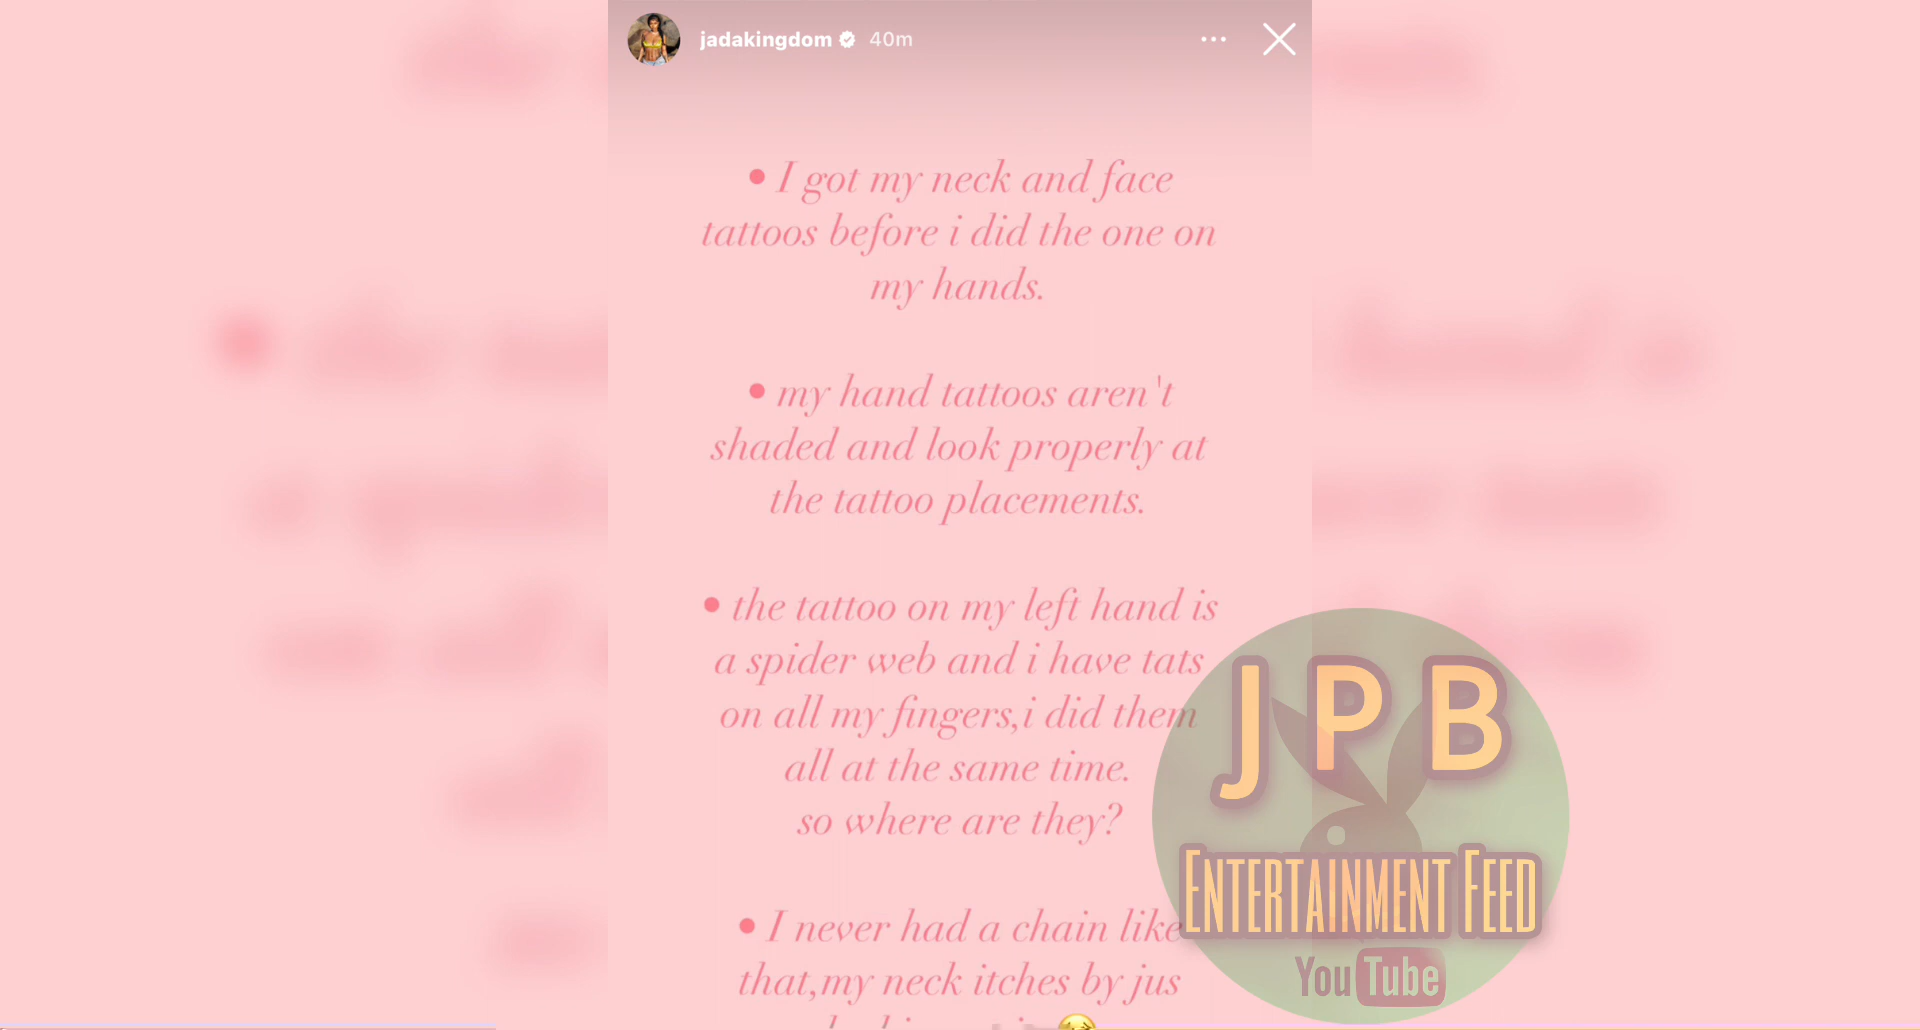 jadakingdom 40m
• I got my neck and face
tattoos before i did the one on
my hands.
• my hand tattoos aren't
shaded and look properly at
the tattoo placements.
• the tattoo on my left hand is
a spider web and i have tats
on all my fingers,i did them
all at the same time.
so where are they?
• I never had a chain like
that,my neck itches by jus
JPB
ENTERTAINMENT FEED
YouTube